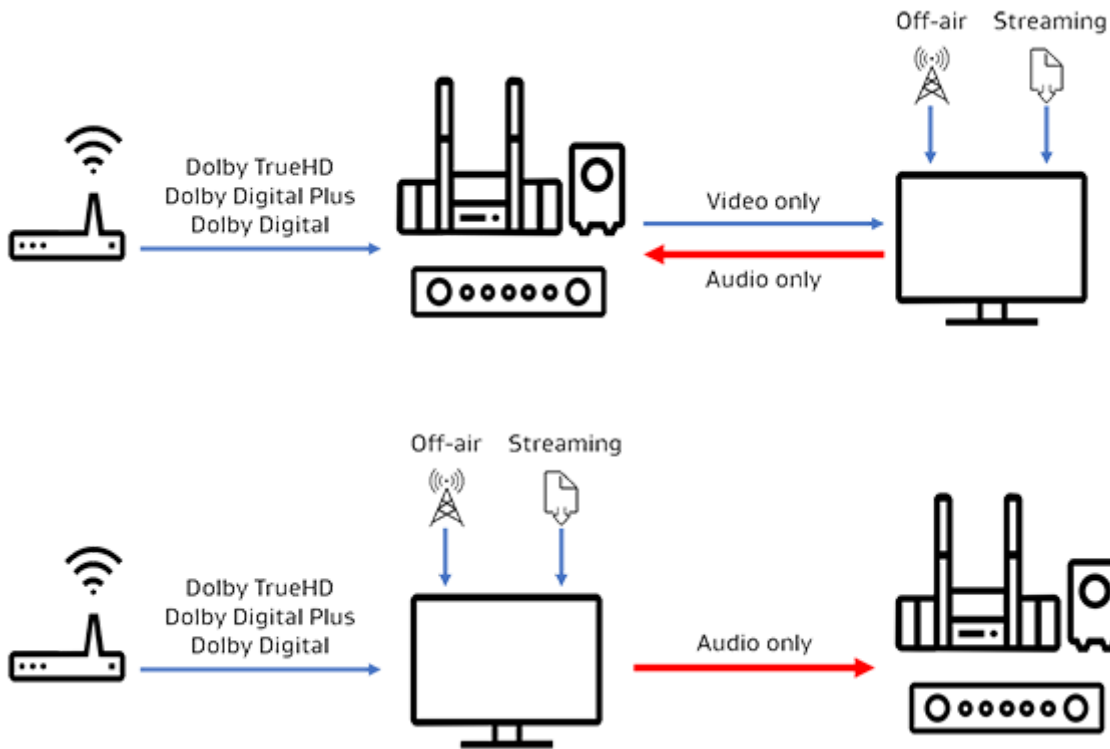 Off-air Streaming
Dolby TrueHD
Dolby Digital Plus
Dolby Digital
Video only
Audio only
Off-air Streaming
Dolby TrueHD
Dolby Digital Plus
Dolby Digital
Audio only